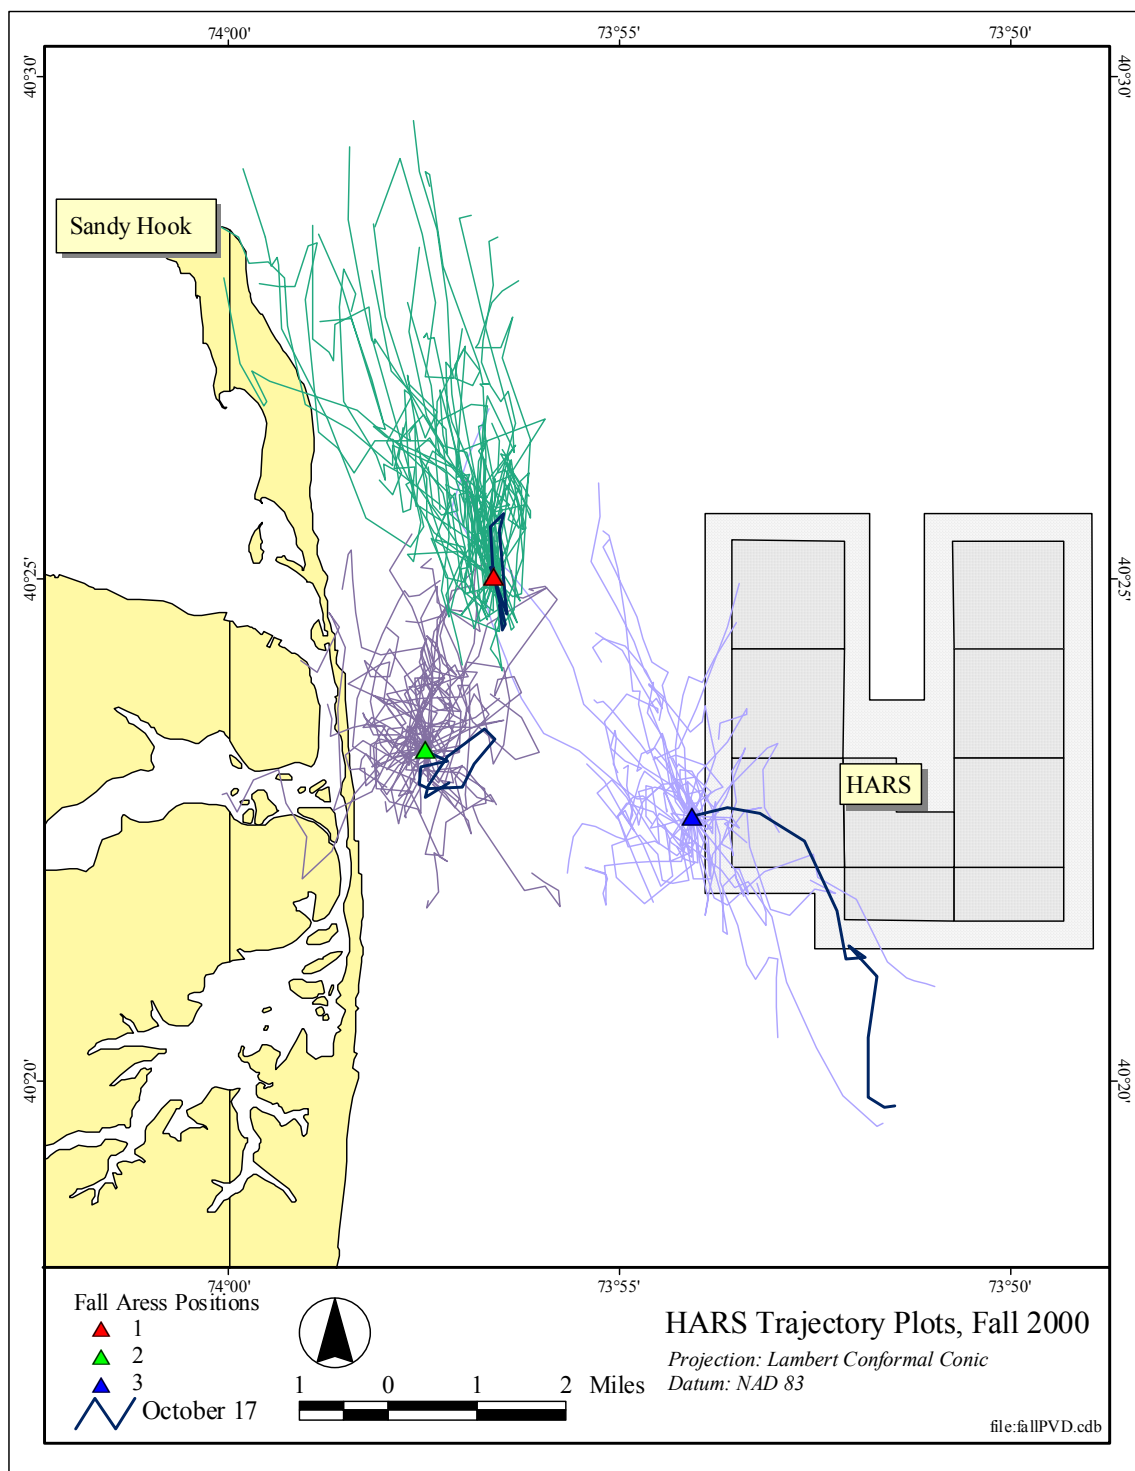 74°00' 73°55' 73°50'
40°30' 40°30'
Sandy Hook
40°25' 40°25'
HARS
40°20' 40°20'
74°00' 73°55' 73°50'
Fall Aress Positions
1
2
3
October 17
1 0 1 2 Miles
HARS Trajectory Plots, Fall 2000
Projection: Lambert Conformal Conic
Datum: NAD 83
file:fallPVD.cdb